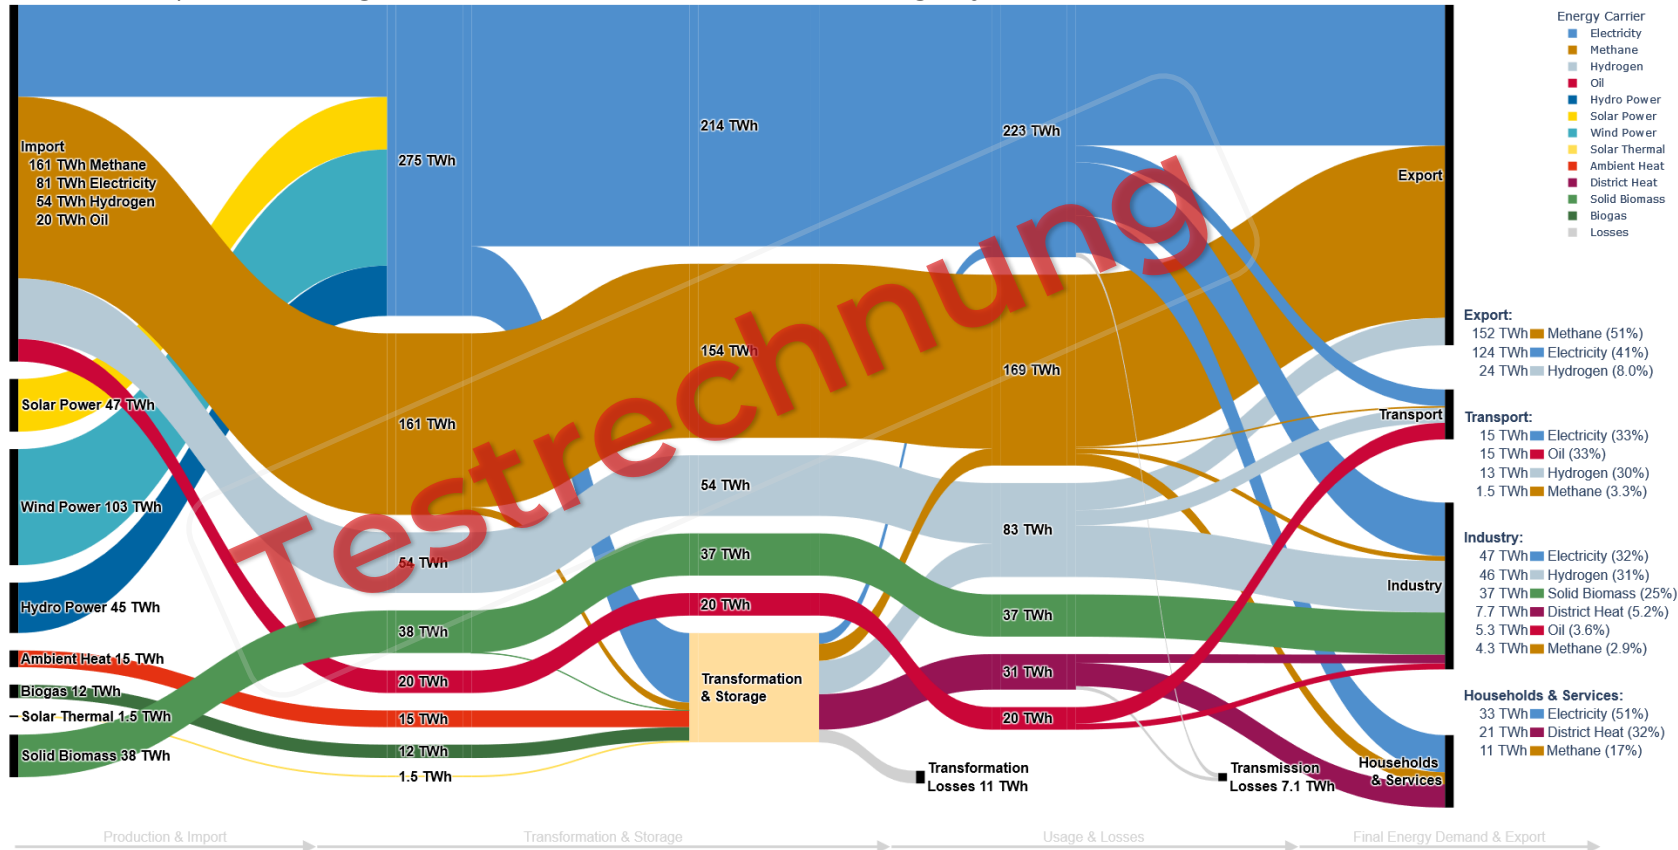 Energy Carrier
Electricity
Methane
Hydrogen
Oil
Hydro Power
Solar Power
Wind Power
Solar Thermal
Ambient Heat
District Heat
Solid Biomass
Biogas
Losses
Import
161 TWh Methane
81 TWh Electricity
54 TWh Hydrogen
20 TWh Oil
Solar Power 47 TWh
Wind Power 103 TWh
Hydro Power 45 TWh
Ambient Heat 15 TWh
Biogas 12 TWh
Solar Thermal 1.5 TWh
Solid Biomass 38 TWh
275 TWh
161 TWh
54 TWh
38 TWh
20 TWh
15 TWh
12 TWh
1.5 TWh
214 TWh
154 TWh
54 TWh
37 TWh
20 TWh
Transformation
& Storage
Transformation
Losses 11 TWh
223 TWh
169 TWh
83 TWh
37 TWh
31 TWh
20 TWh
Transmission
Losses 7.1 TWh
Export
Transport
Industry
Households
& Services
Export:
152 TWh Methane (51%)
124 TWh Electricity (41%)
24 TWh Hydrogen (8.0%)
Transport:
15 TWh Electricity (33%)
15 TWh Oil (33%)
13 TWh Hydrogen (30%)
1.5 TWh Methane (3.3%)
Industry:
47 TWh Electricity (32%)
46 TWh Hydrogen (31%)
37 TWh Solid Biomass (25%)
7.7 TWh District Heat (5.2%)
5.3 TWh Oil (3.6%)
4.3 TWh Methane (2.9%)
Households & Services:
33 TWh Electricity (51%)
21 TWh District Heat (32%)
11 TWh Methane (17%)
Testrechnung
Production & Import
Transformation & Storage
Usage & Losses
Final Energy Demand & Export